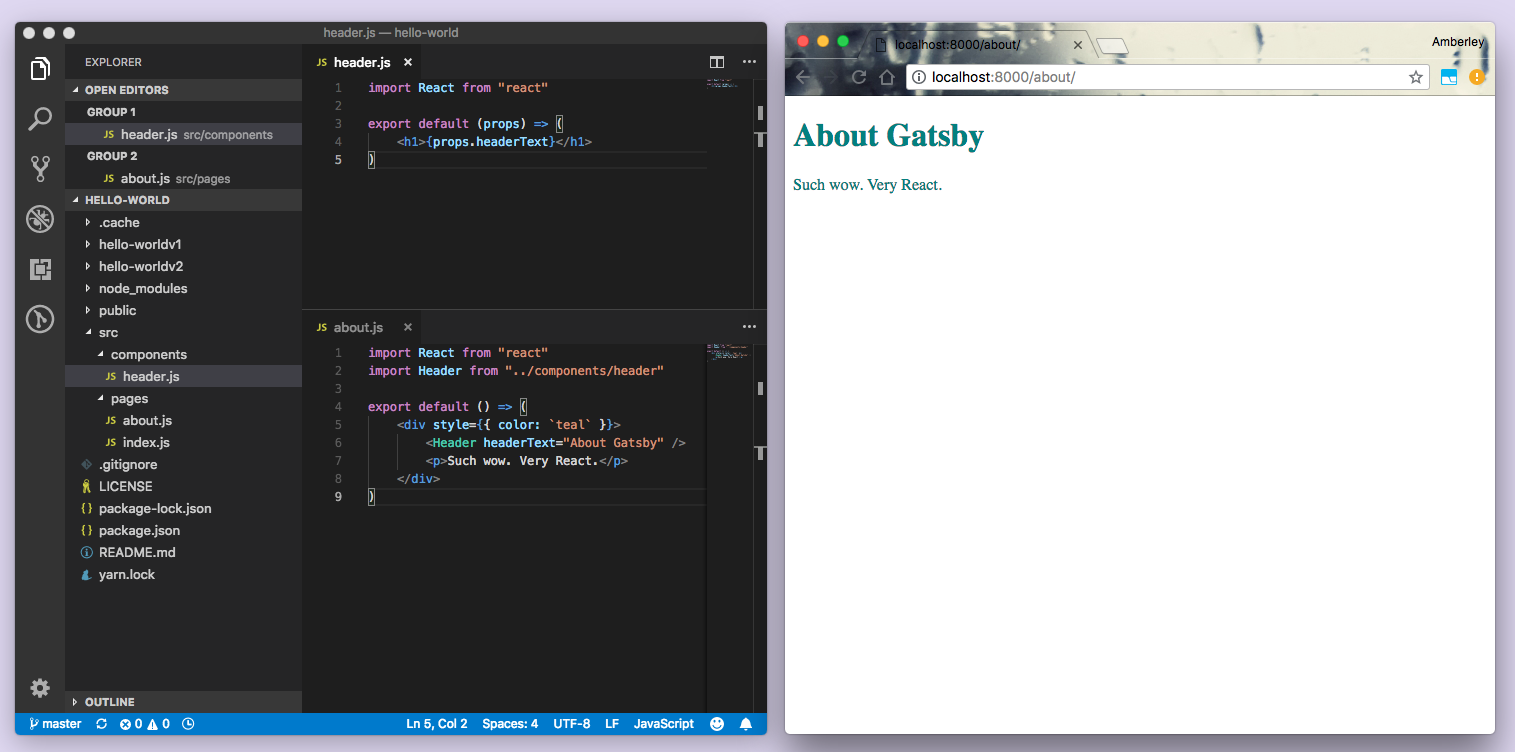 header.js — hello-world
EXPLORER
OPEN EDITORS
GROUP 1
JS header.js src/components
GROUP 2
JS about.js src/pages
HELLO-WORLD
.cache
hello-worldv1
hello-worldv2
node_modules
public
src
components
JS header.js
pages
JS about.js
JS index.js
.gitignore
LICENSE
{} package-lock.json
{} package.json
README.md
yarn.lock
OUTLINE
JS header.js ×
1 import React from "react"
2
3 export default (props) => (
4 <h1>{props.headerText}</h1>
5 )
JS about.js ×
1 import React from "react"
2 import Header from "../components/header"
3
4 export default () => (
5 <div style={{ color: `teal` }}>
6 <Header headerText="About Gatsby" />
7 <p>Such wow. Very React.</p>
8 </div>
9 )
master 0 0 Ln 5, Col 2 Spaces: 4 UTF-8 LF JavaScript
localhost:8000/about/ × Amberley
localhost:8000/about/
About Gatsby
Such wow. Very React.